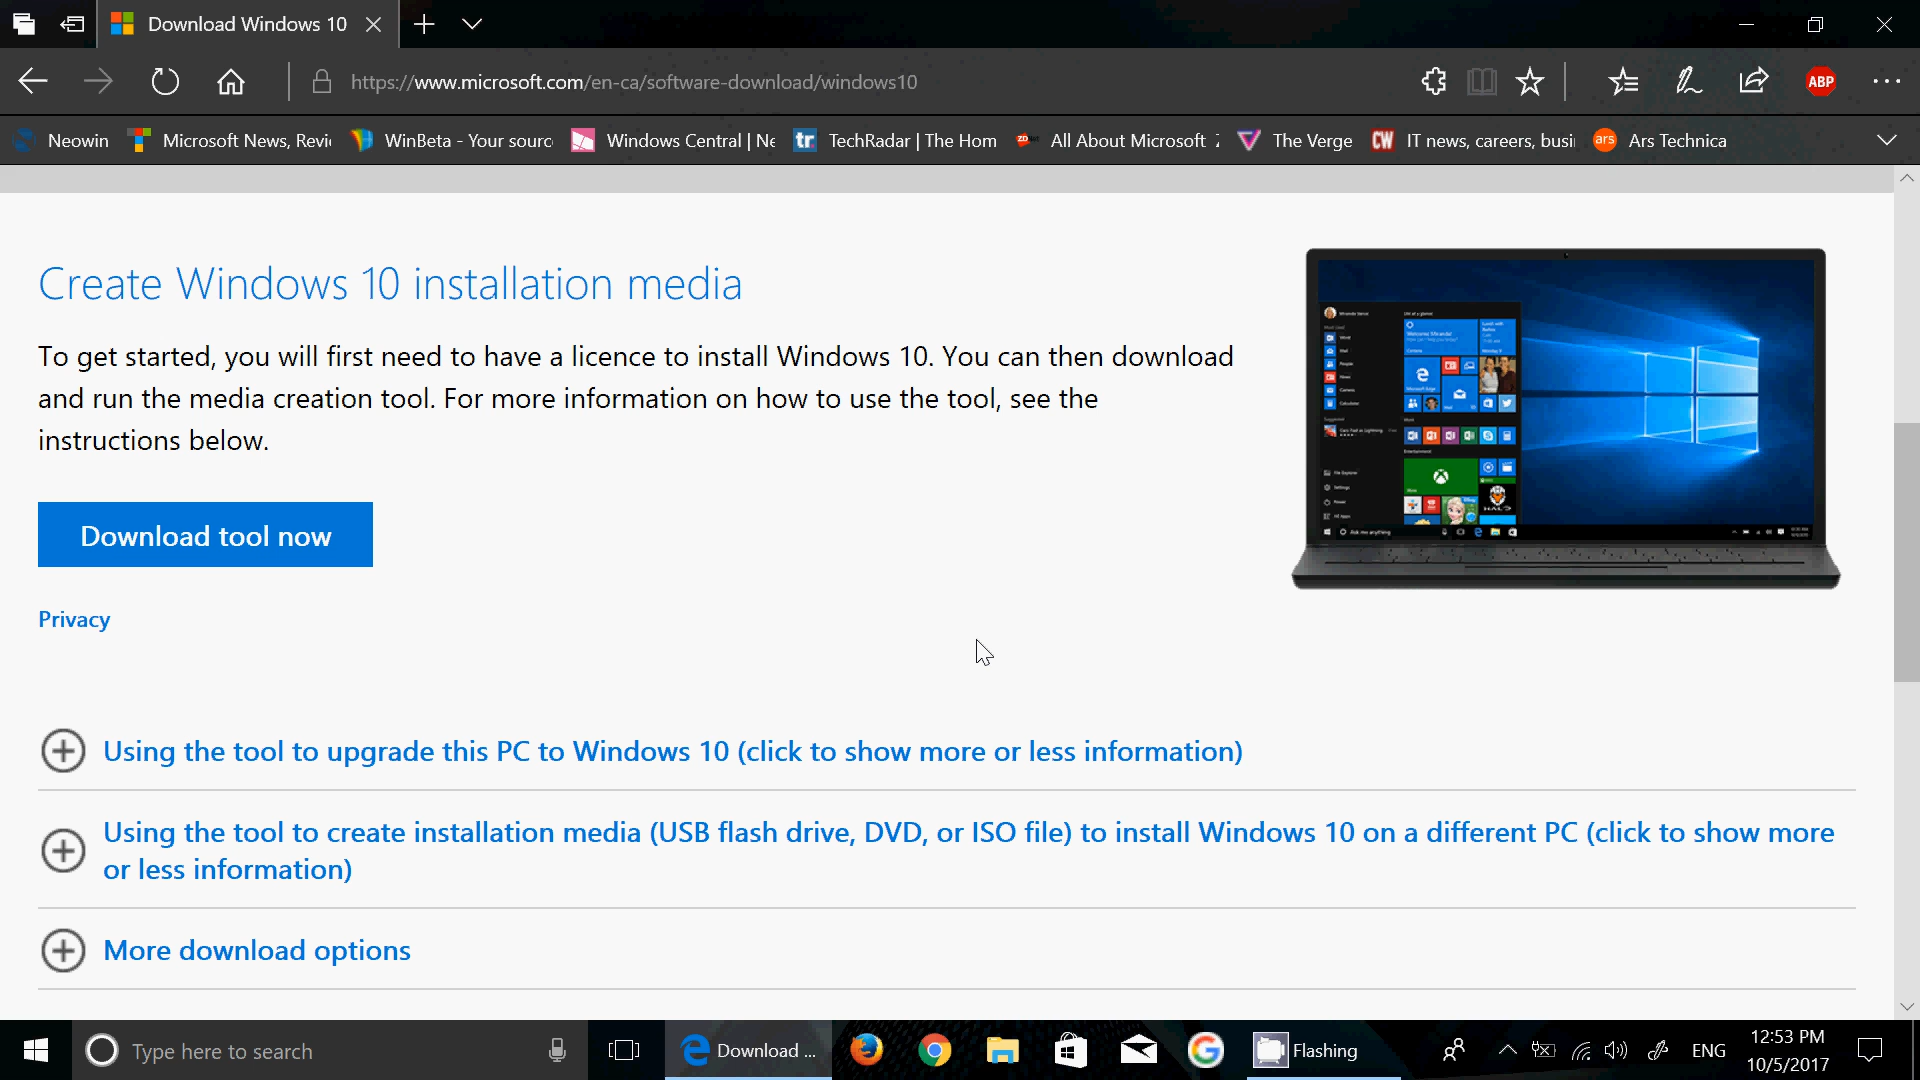 Download Windows 10
https://www.microsoft.com/en-ca/software-download/windows10
ABP
Neowin
Microsoft News, Revi
WinBeta - Your sourc
Windows Central | Ne
tr. TechRadar | The Hom
ZD All About Microsoft
The Verge
CW IT news, careers, busi
ars Ars Technica
Create Windows 10 installation media
To get started, you will first need to have a licence to install Windows 10. You can then download
and run the media creation tool. For more information on how to use the tool, see the
instructions below.
Download tool now
Privacy
Ask me anything
Using the tool to upgrade this PC to Windows 10 (click to show more or less information)
Using the tool to create installation media (USB flash drive, DVD, or ISO file) to install Windows 10 on a different PC (click to show more
or less information)
More download options
Type here to search
Download ...
Flashing
ENG
12:53 PM
10/5/2017